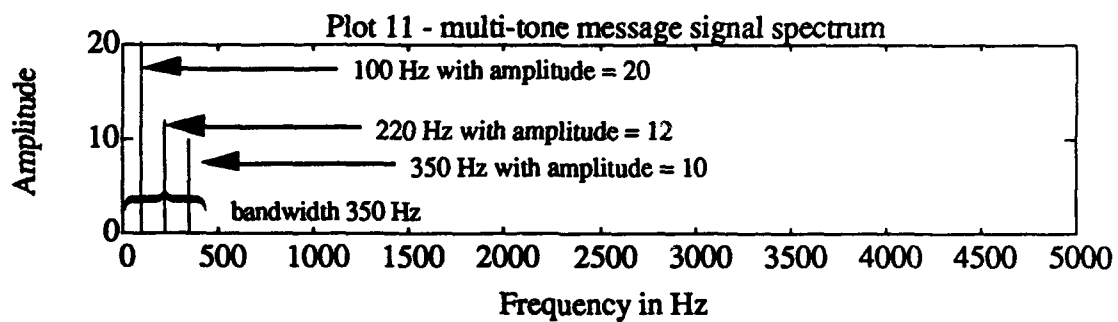 Plot 11 - multi-tone message signal spectrum
20
100 Hz with amplitude = 20
Amplitude
220 Hz with amplitude = 12
10
350 Hz with amplitude = 10
bandwidth 350 Hz
0
0 500 1000 1500 2000 2500 3000 3500 4000 4500 5000
Frequency in Hz